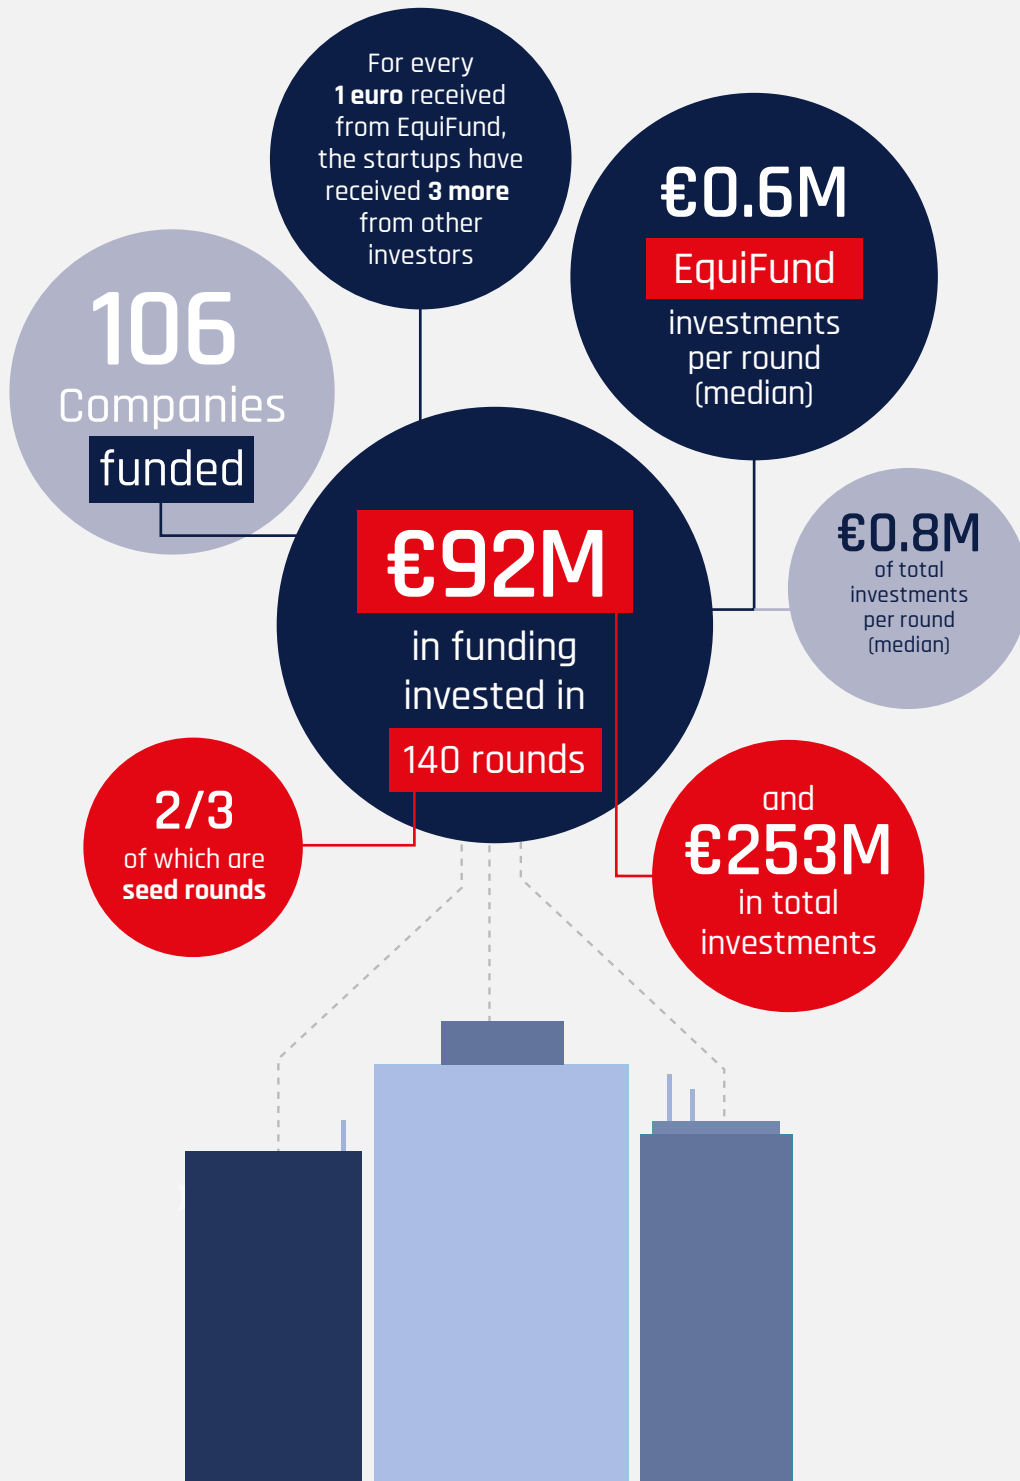 For every
1 euro received
from EquiFund,
the startups have
received 3 more
from other
investors
€0.6M
EquiFund
investments
per round
(median)
106
Companies
funded
€92M
in funding
invested in
140 rounds
€0.8M
of total
investments
per round
(median)
2/3
of which are
seed rounds
and
€253M
in total
investments